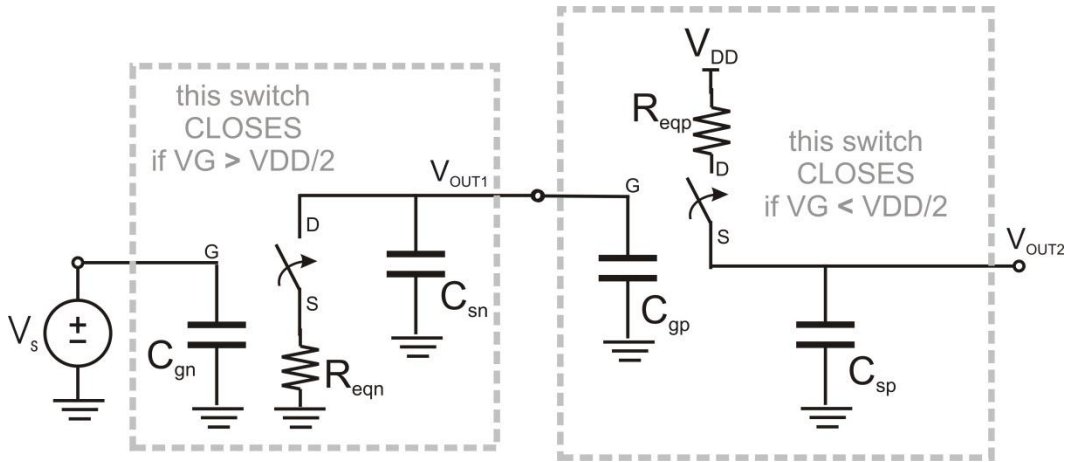 this switch
CLOSES
if VG > VDD/2
V_OUT1
D
G
S
V_s
C_gn
R_eqn
C_sn
V_DD
R_eqp
D
this switch
CLOSES
if VG < VDD/2
G
S
V_OUT2
C_gp
C_sp